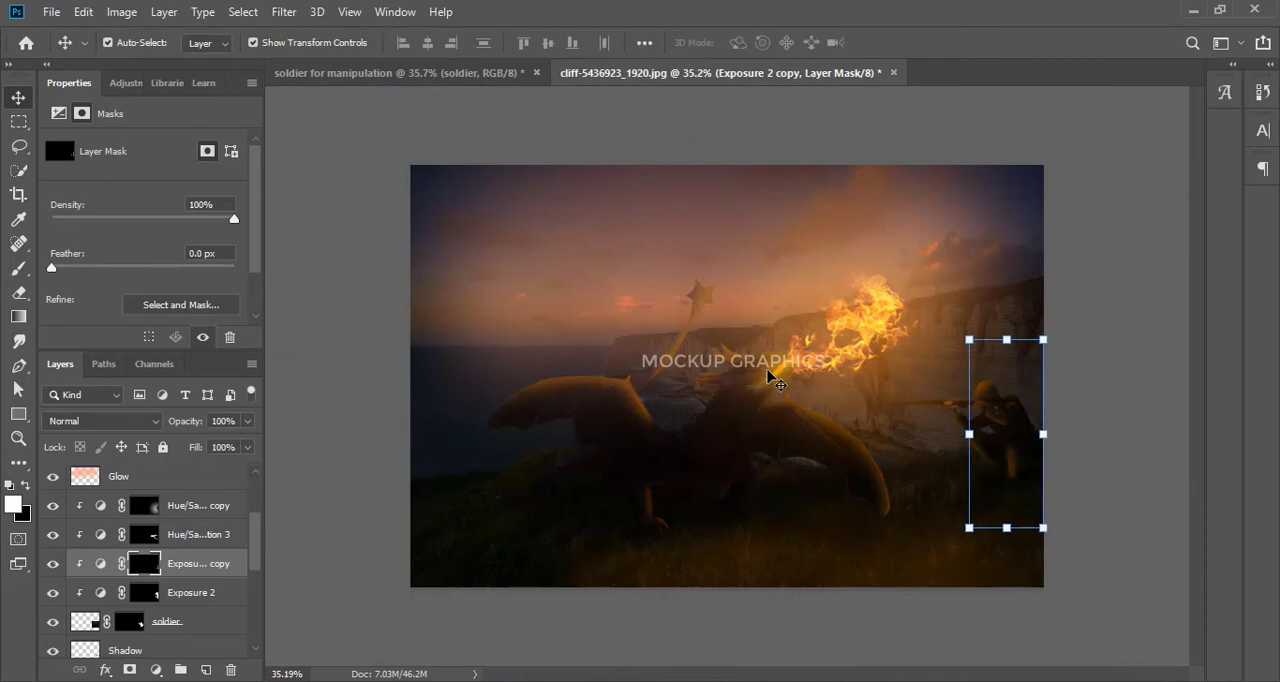 Ps File Edit Image Layer Type Select Filter 3D View Window Help
Auto-Select: Layer Show Transform Controls 3D Mode:
soldier for manipulation @ 35.7% (soldier, RGB/8) * cliff-5436923_1920.jpg @ 35.2% (Exposure 2 copy, Layer Mask/8) *
Properties Adjustn Librarie Learn
Masks
Layer Mask
Density: 100%
Feather: 0.0 px
Refine: Select and Mask...
MOCKUP GRAPHICS
Layers Paths Channels
Kind
Normal Opacity: 100%
Lock: Fill: 100%
Glow
Hue/Sa... copy
Hue/Sa...tion 3
Exposu... copy
Exposure 2
soldier
Shadow
35.19% Doc: 7.03M/46.2M